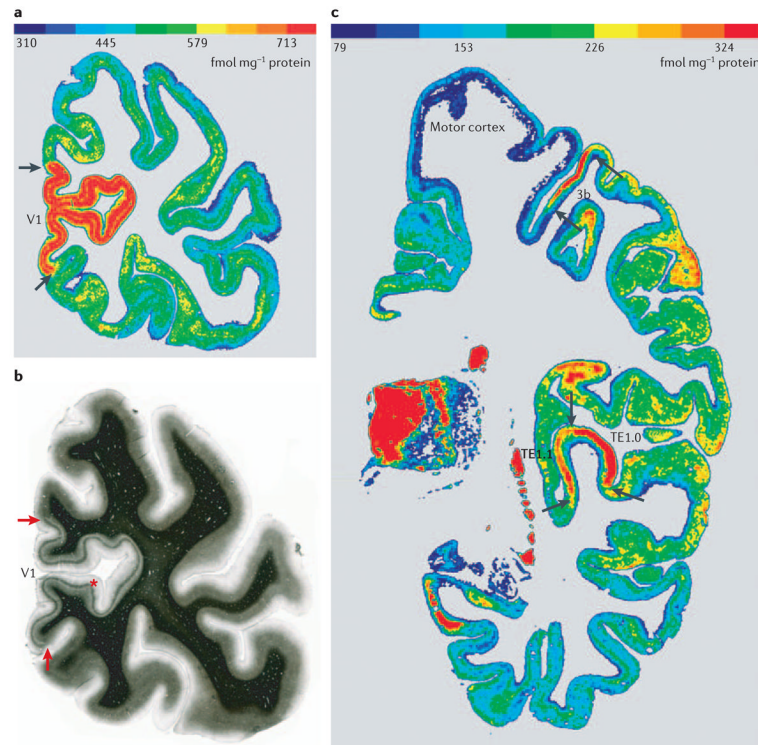 a
310 445 579 713
fmol mg⁻¹ protein
V1
b
V1
*
c
79 153 226 324
fmol mg⁻¹ protein
Motor cortex
3b
TE1.0
TE1.1